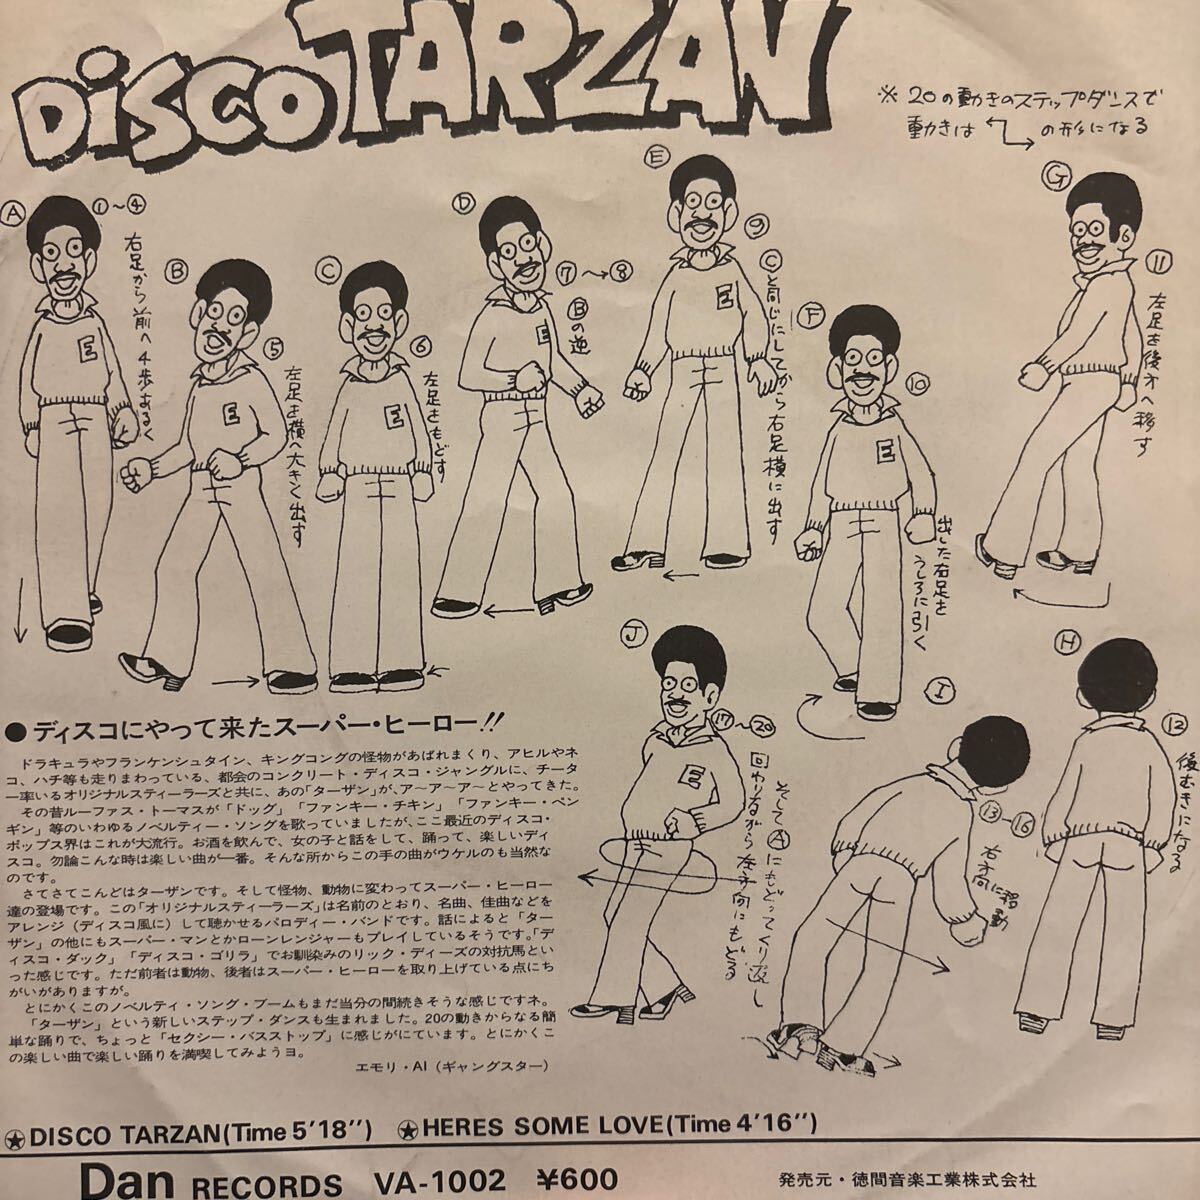 DiSCO TARZAN
※20の動きのステップダンスで
動きは の形になる
Ⓐ
①〜④
右足から前へ4歩あるく
Ⓑ
⑤
左足を横へ大きく出す
Ⓒ
⑥
左足をもどす
Ⓓ
⑦→⑧
Ⓑの逆
Ⓔ
⑨
Ⓒと同じにしてから右足横に出す
Ⓕ
⑩
出した右足を
うしろに引く
Ⓖ
⑪
左足を後方へ移す
Ⓗ
⑫
後むきになる
Ⓘ
⑬→⑯
右方向に移動
Ⓙ
⑰〜⑳
回わりながら左方向にもどる
そしてⒶにもどってくり返し
E
E
E
E
E
E
E
●ディスコにやって来たスーパー・ヒーロー!!
ドラキュラやフランケンシュタイン、キングコングの怪物があばれまくり、アヒルやネ
コ、ハチ等も走りまわっている、都会のコンクリート・ディスコ・ジャングルに、チータ
ー率いるオリジナルスティーラーズと共に、あの「ターザン」が、ア〜ア〜ア〜とやってきた。
その昔ルーファス・トーマスが「ドッグ」「ファンキー・チキン」「ファンキー・ペン
ギン」等のいわゆるノベルティー・ソングを歌っていましたが、ここ最近のディスコ・
ポップス界はこれが大流行。お酒を飲んで、女の子と話をして、踊って、楽しいディ
スコ。勿論こんな時は楽しい曲が一番。そんな所からこの手の曲がウケルのも当然な
のです。
さてさてこんどはターザンです。そして怪物、動物に変わってスーパー・ヒーロー
達の登場です。この「オリジナルスティーラーズ」は名前のとおり、名曲、佳曲などを
アレンジ（ディスコ風に）して聴かせるパロディー・バンドです。話によると「ター
ザン」の他にもスーパー・マンとかローンレンジャーもプレイしているそうです。「デ
ィスコ・ダック」「ディスコ・ゴリラ」でお馴染みのリック・ディーズの対抗馬とい
った感じです。ただ前者は動物、後者はスーパー・ヒーローを取り上げている点にち
がいがありますが。
とにかくこのノベルティ・ソング・ブームもまだ当分の間続きそうな感じですネ。
「ターザン」という新しいステップ・ダンスも生まれました。20の動きからなる簡
単な踊りで、ちょっと「セクシー・バスストップ」に感じがにています。とにかくこ
の楽しい曲で楽しい踊りを満喫してみようヨ。
エモリ・AI（ギャングスター）
★DISCO TARZAN(Time 5'18") ★HERES SOME LOVE(Time 4'16")
Dan RECORDS VA-1002 ¥600 発売元・徳間音楽工業株式会社